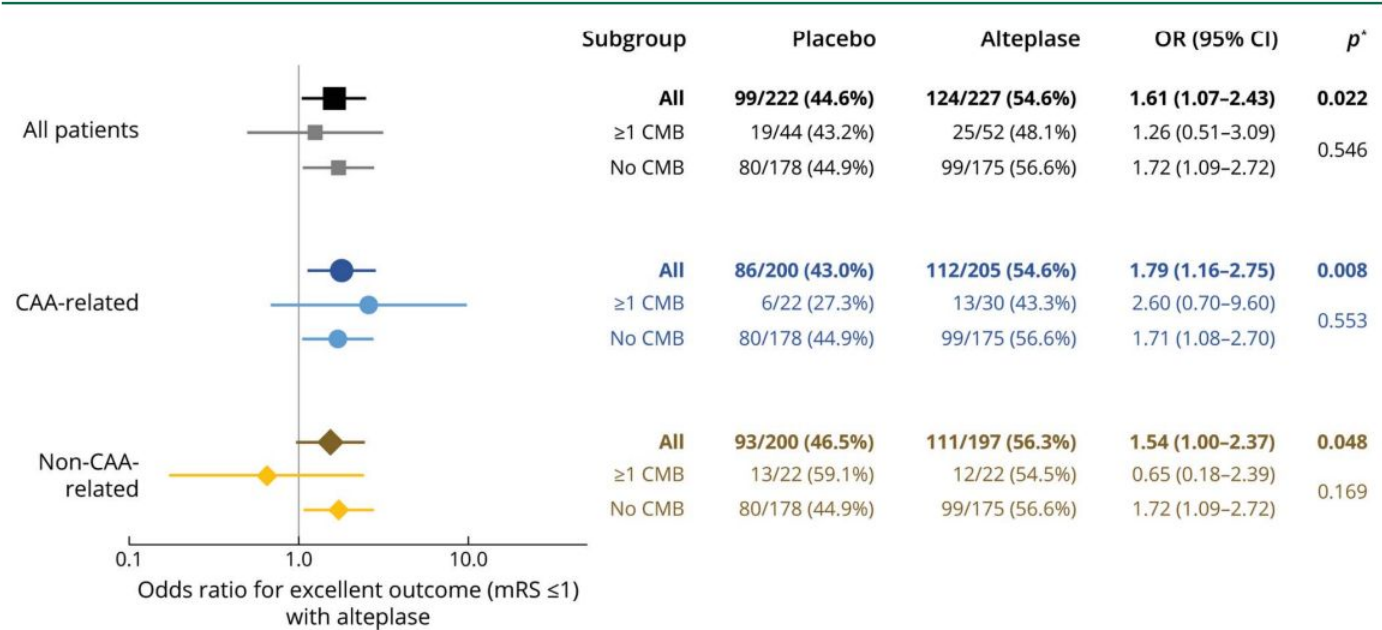 Subgroup Placebo Alteplase OR (95% CI) p*
All 99/222 (44.6%) 124/227 (54.6%) 1.61 (1.07–2.43) 0.022
All patients ≥1 CMB 19/44 (43.2%) 25/52 (48.1%) 1.26 (0.51–3.09)
0.546
No CMB 80/178 (44.9%) 99/175 (56.6%) 1.72 (1.09–2.72)
All 86/200 (43.0%) 112/205 (54.6%) 1.79 (1.16–2.75) 0.008
CAA-related ≥1 CMB 6/22 (27.3%) 13/30 (43.3%) 2.60 (0.70–9.60)
0.553
No CMB 80/178 (44.9%) 99/175 (56.6%) 1.71 (1.08–2.70)
All 93/200 (46.5%) 111/197 (56.3%) 1.54 (1.00–2.37) 0.048
Non-CAA-
related
≥1 CMB 13/22 (59.1%) 12/22 (54.5%) 0.65 (0.18–2.39)
0.169
No CMB 80/178 (44.9%) 99/175 (56.6%) 1.72 (1.09–2.72)
0.1 1.0 10.0
Odds ratio for excellent outcome (mRS ≤1)
with alteplase